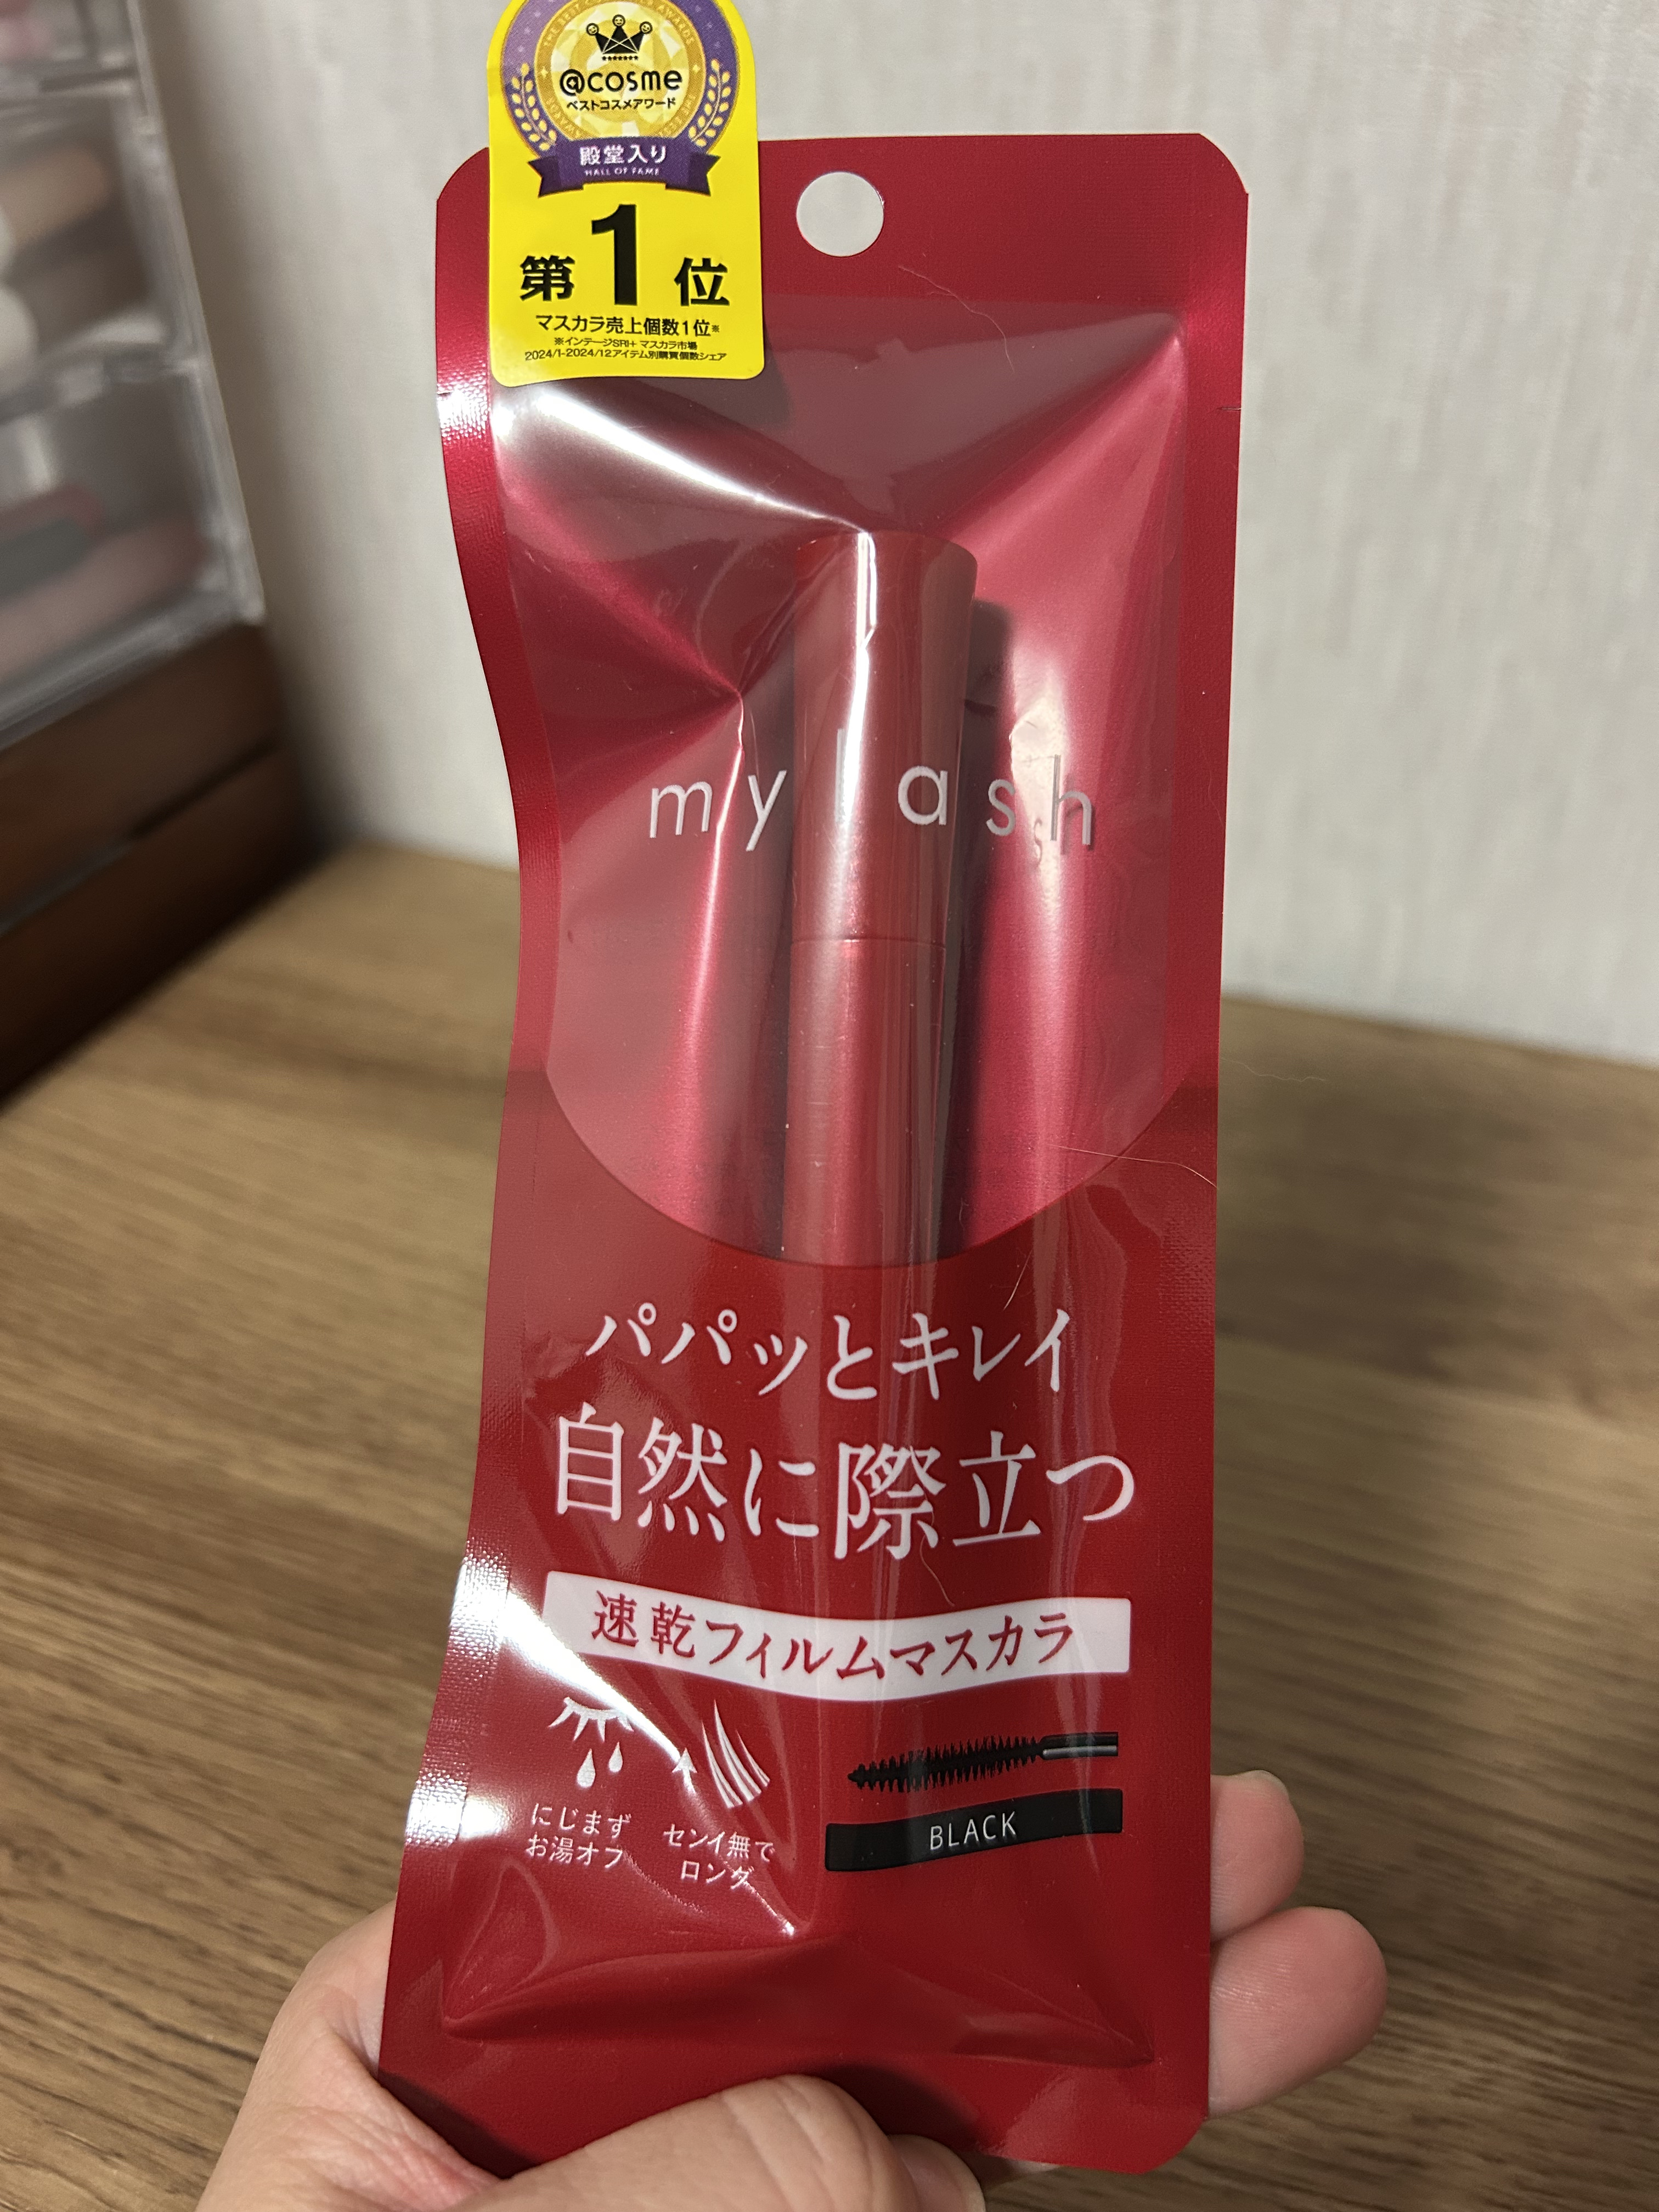 @cosme
ベストコスメアワード
殿堂入り
HALL OF FAME
第1位
マスカラ売上個数1位※
※インテージSRI+ マスカラ市場
2024/1-2024/12アイテム別購買個数シェア
my lash
パパッとキレイ
自然に際立つ
速乾フィルムマスカラ
にじまず
お湯オフ
センイ無で
ロング
BLACK